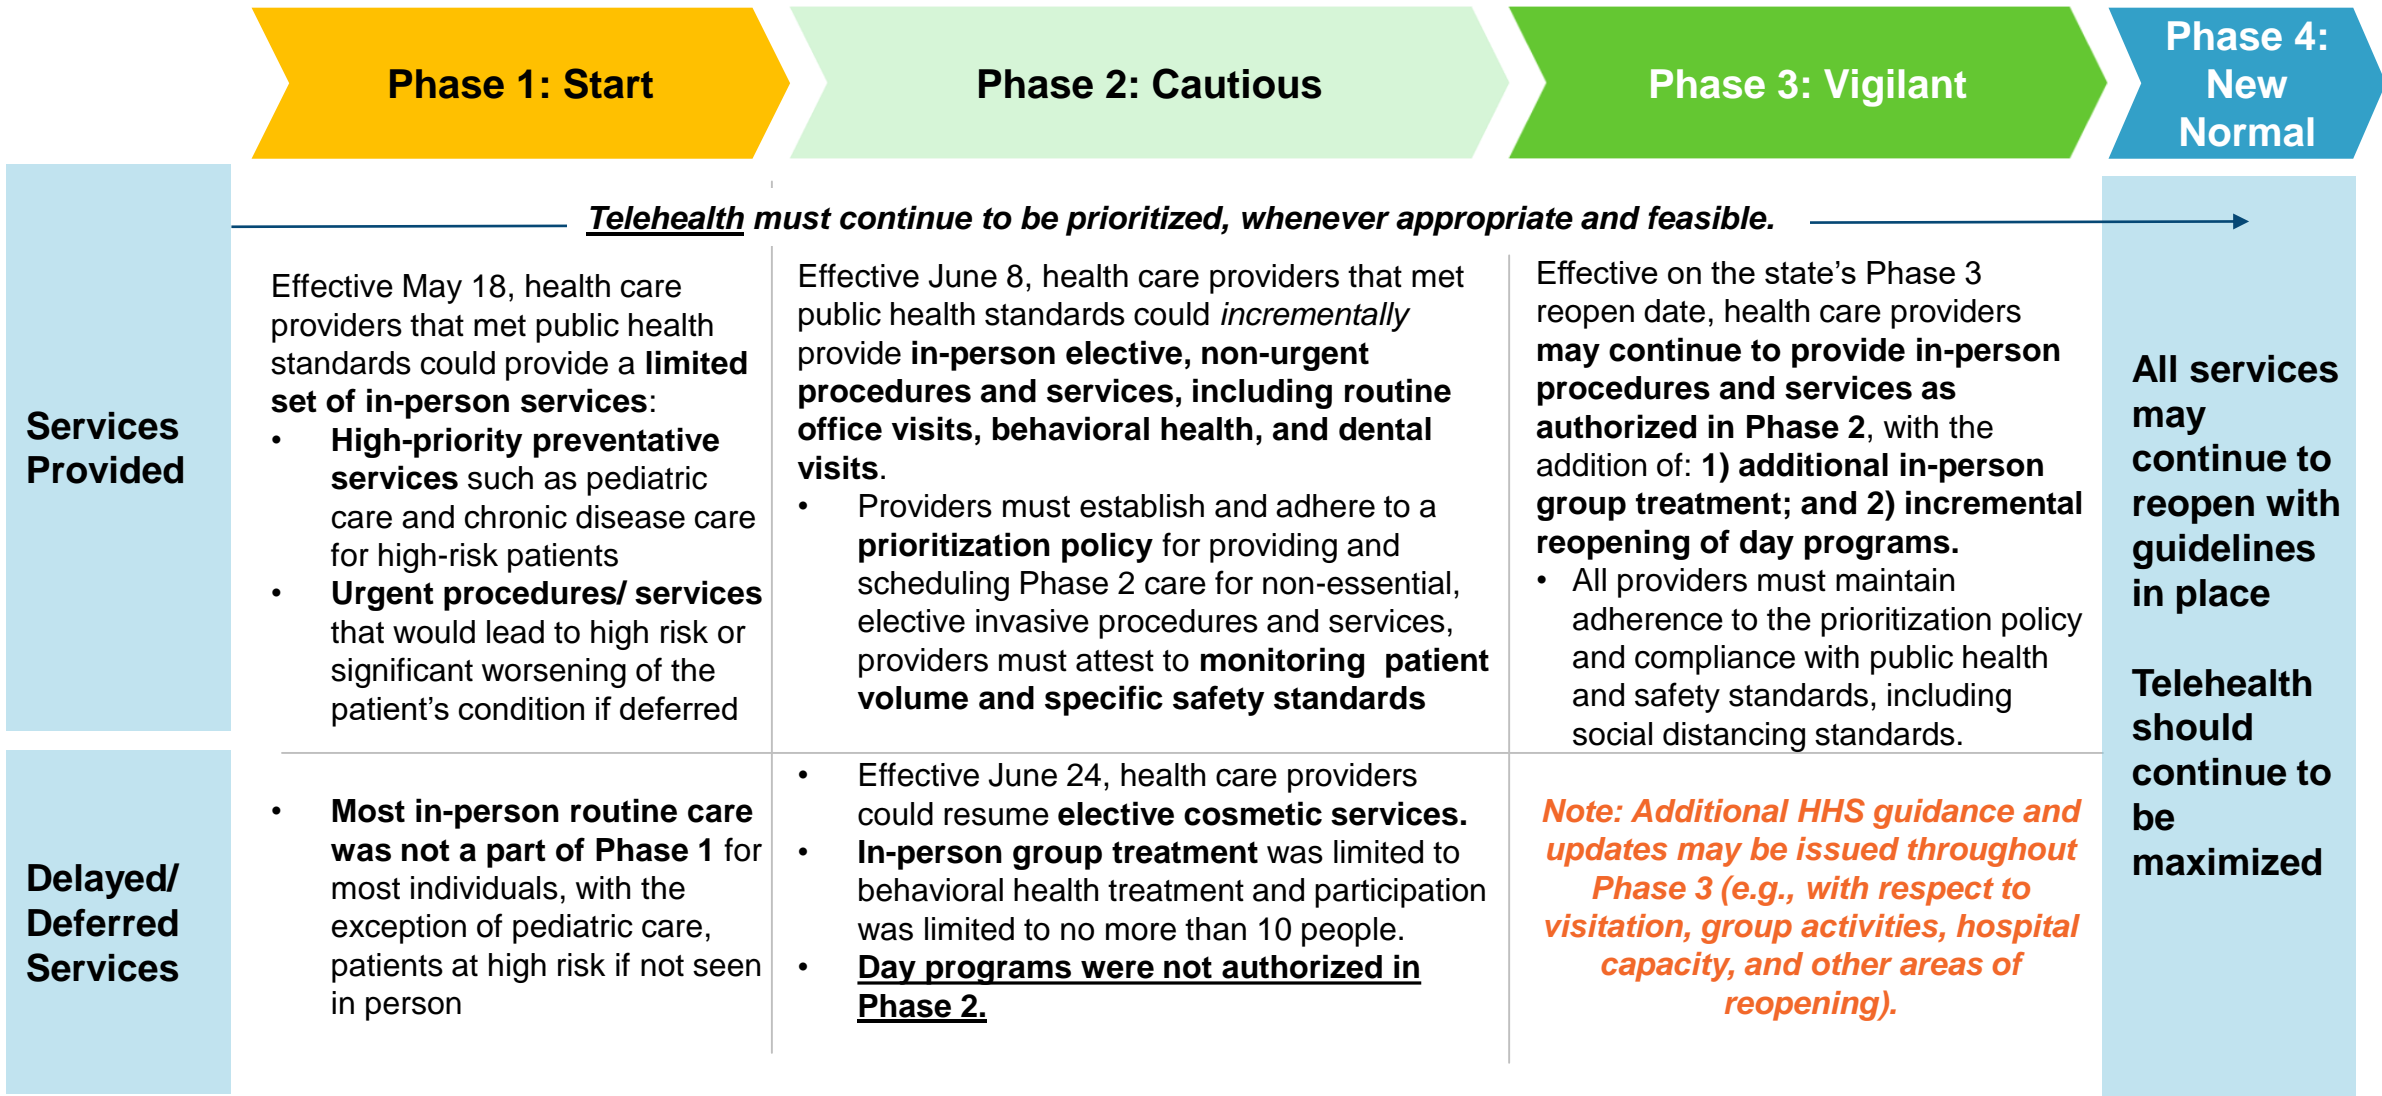 Phase 1: Start
Phase 2: Cautious
Phase 3: Vigilant
Phase 4:
New
Normal
Telehealth must continue to be prioritized, whenever appropriate and feasible.
Services
Provided
Effective May 18, health care
providers that met public health
standards could provide a limited
set of in-person services:
• High-priority preventative
services such as pediatric
care and chronic disease care
for high-risk patients
• Urgent procedures/ services
that would lead to high risk or
significant worsening of the
patient's condition if deferred
Effective June 8, health care providers that met
public health standards could incrementally
provide in-person elective, non-urgent
procedures and services, including routine
office visits, behavioral health, and dental
visits.
• Providers must establish and adhere to a
prioritization policy for providing and
scheduling Phase 2 care for non-essential,
elective invasive procedures and services,
providers must attest to monitoring  patient
volume and specific safety standards
Effective on the state's Phase 3
reopen date, health care providers
may continue to provide in-person
procedures and services as
authorized in Phase 2, with the
addition of: 1) additional in-person
group treatment; and 2) incremental
reopening of day programs.
• All providers must maintain
adherence to the prioritization policy
and compliance with public health
and safety standards, including
social distancing standards.
All services
may
continue to
reopen with
guidelines
in place
Telehealth
should
continue to
be
maximized
Delayed/
Deferred
Services
• Most in-person routine care
was not a part of Phase 1 for
most individuals, with the
exception of pediatric care,
patients at high risk if not seen
in person
• Effective June 24, health care providers
could resume elective cosmetic services.
• In-person group treatment was limited to
behavioral health treatment and participation
was limited to no more than 10 people.
• Day programs were not authorized in
Phase 2.
Note: Additional HHS guidance and
updates may be issued throughout
Phase 3 (e.g., with respect to
visitation, group activities, hospital
capacity, and other areas of
reopening).